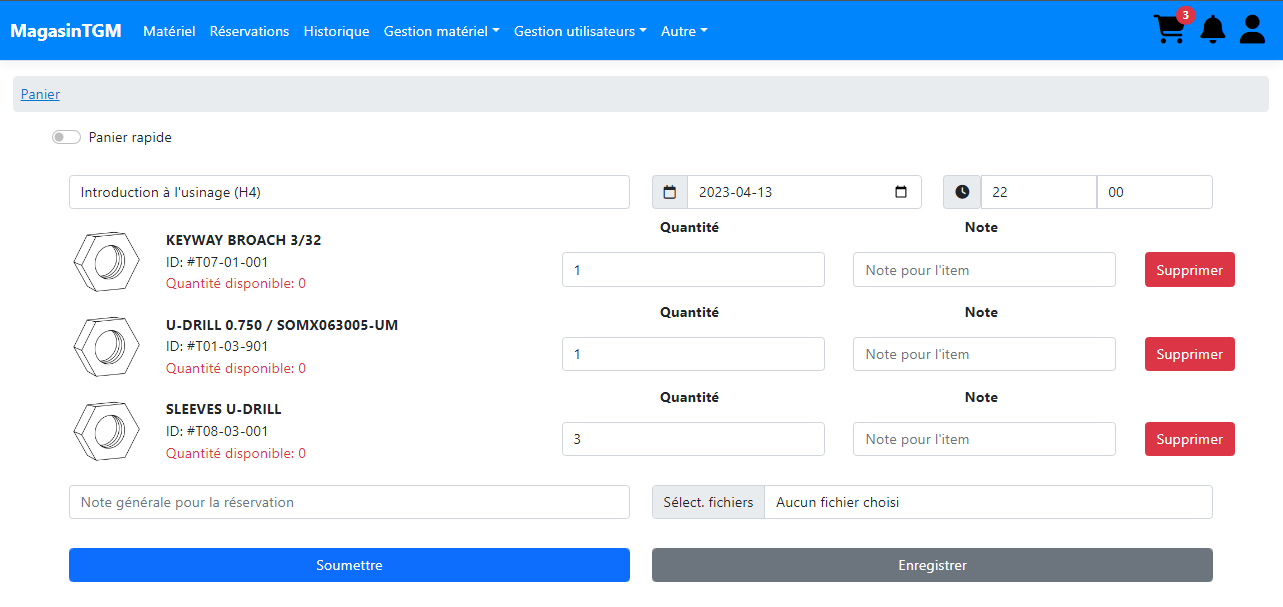 MagasinTGM Matériel Réservations Historique Gestion matériel Gestion utilisateurs Autre 3
Panier
Panier rapide
Introduction à l'usinage (H4) 2023-04-13 22 00
Quantité Note
KEYWAY BROACH 3/32
ID: #T07-01-001
Quantité disponible: 0
1 Note pour l'item Supprimer
Quantité Note
U-DRILL 0.750 / SOMX063005-UM
ID: #T01-03-901
Quantité disponible: 0
1 Note pour l'item Supprimer
Quantité Note
SLEEVES U-DRILL
ID: #T08-03-001
Quantité disponible: 0
3 Note pour l'item Supprimer
Note générale pour la réservation Sélect. fichiers Aucun fichier choisi
Soumettre Enregistrer